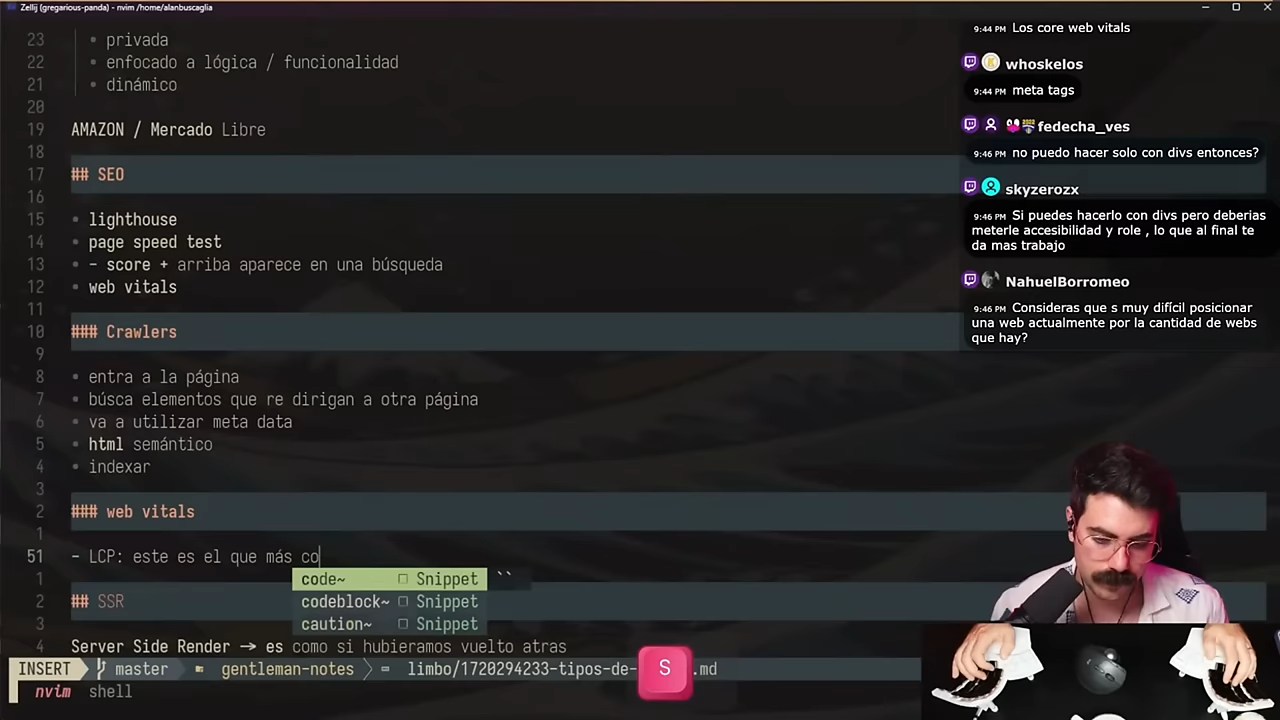 Zellij (gregarious-panda) - nvim /home/alanbuscaglia
23 • privada
22 • enfocado a lógica / funcionalidad
21 • dinámico
20
19 AMAZON / Mercado Libre
18
17 ## SEO
16
15 • lighthouse
14 • page speed test
13 • - score + arriba aparece en una búsqueda
12 • web vitals
11
10 ### Crawlers
9
8 • entra a la página
7 • búsca elementos que re dirigan a otra página
6 • va a utilizar meta data
5 • html semántico
4 • indexar
3
2 ### web vitals
1
51 - LCP: este es el que más co
1 code~ Snippet ``
2 ## SSR codeblock~ Snippet
3 caution~ Snippet
4 Server Side Render → es como si hubieramos vuelto atras
INSERT master gentleman-notes limbo/1720294233-tipos-de- S .md
nvim shell
9:44 PM Los core web vitals
whoskelos
9:44 PM meta tags
fedecha_ves
9:46 PM no puedo hacer solo con divs entonces?
skyzerozx
9:46 PM Si puedes hacerlo con divs pero deberias
meterle accesibilidad y role , lo que al final te
da mas trabajo
NahuelBorromeo
9:46 PM Consideras que s muy difícil posicionar
una web actualmente por la cantidad de webs
que hay?